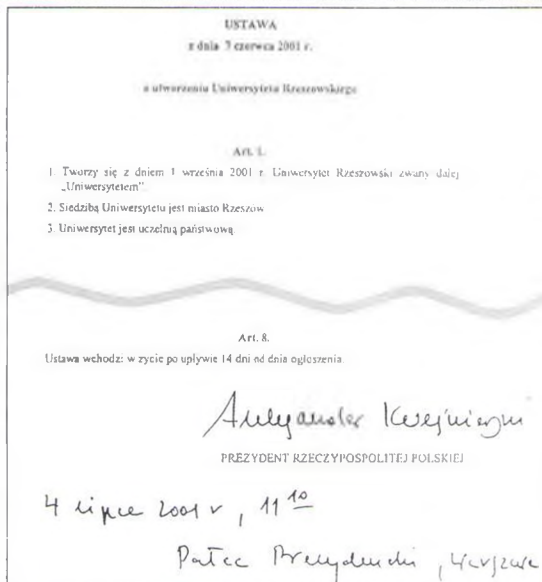 USTAWA
z dnia 7 czerwca 2001 r.
o utworzeniu Uniwersytetu Rzeszowskiego
Art. 1.
1. Tworzy się z dniem 1 września 2001 r. Uniwersytet Rzeszowski zwany dalej
„Uniwersytetem”.
2. Siedzibą Uniwersytetu jest miasto Rzeszów
3. Uniwersytet jest uczelnią państwową.
Art. 8.
Ustawa wchodzi w życie po upływie 14 dni od dnia ogłoszenia.
Aleksander Kwaśniewski
PREZYDENT RZECZYPOSPOLITEJ POLSKIEJ
4 lipca 2001 r, 11 10
Pałac Prezydencki, Warszawa